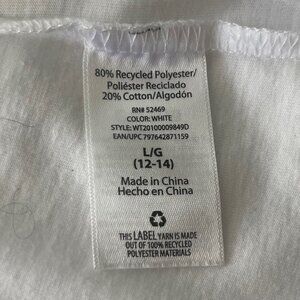 80% Recycled Polyester/
Poliéster Reciclado
20% Cotton/Algodón
RN# 52469
COLOR: WHITE
STYLE: WT20100009849D
EAN/UPC 797642871159
L/G
(12-14)
Made in China
Hecho en China
THIS LABEL YARN IS MADE
OUT OF 100% RECYCLED
POLYESTER MATERIALS